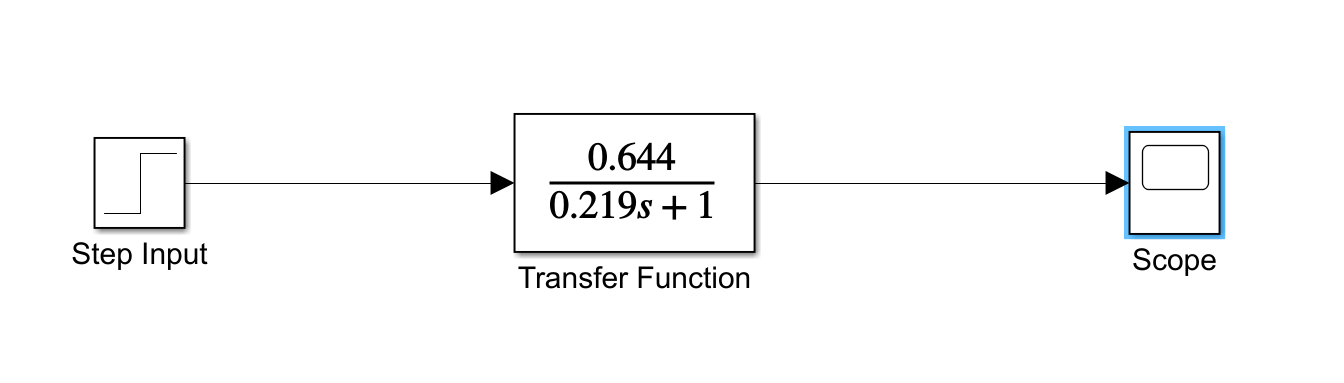 0.644
0.219s + 1
Step Input
Transfer Function
Scope